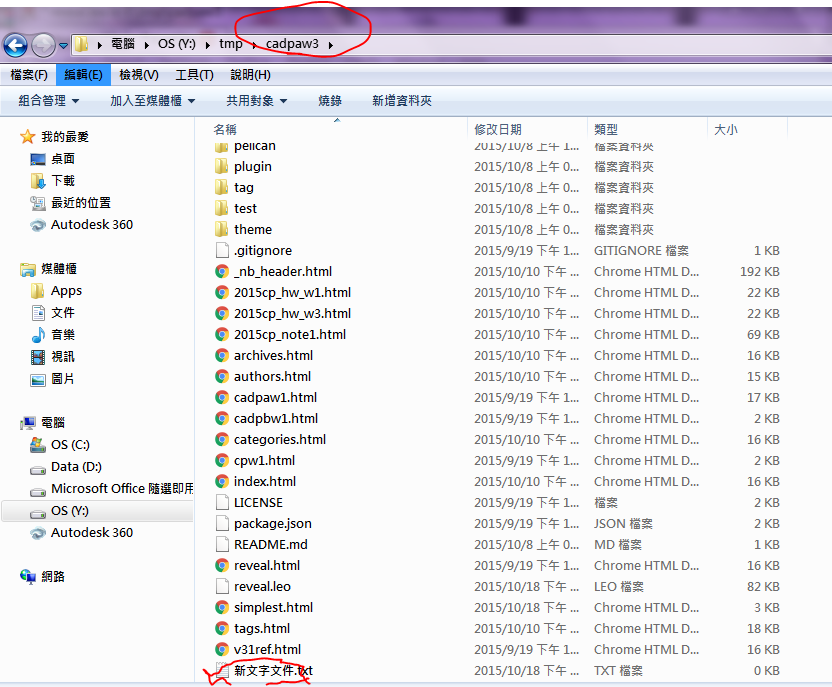 電腦 OS (Y:) tmp cadpaw3
檔案(F) 編輯(E) 檢視(V) 工具(T) 說明(H)
組合管理 加入至媒體櫃 共用對象 燒錄 新增資料夾
我的最愛
桌面
下載
最近的位置
Autodesk 360
媒體櫃
Apps
文件
音樂
視訊
圖片
電腦
OS (C:)
Data (D:)
Microsoft Office 隨選即用
OS (Y:)
Autodesk 360
網路
名稱 修改日期 類型 大小
pelican 2015/10/8 上午 1... 檔案資料夾
plugin 2015/10/8 上午 0... 檔案資料夾
tag 2015/10/8 上午 0... 檔案資料夾
test 2015/10/8 上午 0... 檔案資料夾
theme 2015/10/8 上午 0... 檔案資料夾
.gitignore 2015/9/19 下午 1... GITIGNORE 檔案 1 KB
_nb_header.html 2015/10/10 下午 ... Chrome HTML D... 192 KB
2015cp_hw_w1.html 2015/10/10 下午 ... Chrome HTML D... 22 KB
2015cp_hw_w3.html 2015/10/10 下午 ... Chrome HTML D... 22 KB
2015cp_note1.html 2015/10/10 下午 ... Chrome HTML D... 69 KB
archives.html 2015/10/10 下午 ... Chrome HTML D... 16 KB
authors.html 2015/10/10 下午 ... Chrome HTML D... 15 KB
cadpaw1.html 2015/9/19 下午 1... Chrome HTML D... 17 KB
cadpbw1.html 2015/9/19 下午 1... Chrome HTML D... 2 KB
categories.html 2015/10/10 下午 ... Chrome HTML D... 16 KB
cpw1.html 2015/9/19 下午 1... Chrome HTML D... 2 KB
index.html 2015/10/10 下午 ... Chrome HTML D... 16 KB
LICENSE 2015/9/19 下午 1... 檔案 2 KB
package.json 2015/9/19 下午 1... JSON 檔案 2 KB
README.md 2015/10/8 上午 0... MD 檔案 1 KB
reveal.html 2015/9/19 下午 1... Chrome HTML D... 16 KB
reveal.leo 2015/10/18 下午 ... LEO 檔案 82 KB
simplest.html 2015/10/18 下午 ... Chrome HTML D... 3 KB
tags.html 2015/10/10 下午 ... Chrome HTML D... 18 KB
v31ref.html 2015/9/19 下午 1... Chrome HTML D... 16 KB
新文字文件.txt 2015/10/18 下午 ... TXT 檔案 0 KB